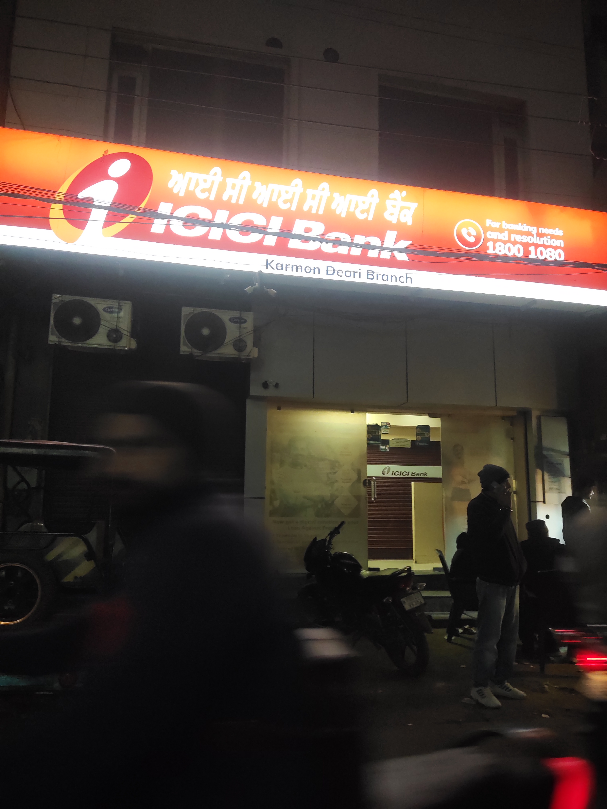 ਆਈ ਸੀ ਆਈ ਸੀ ਆਈ ਬੈਂਕ
ICICI Bank
For banking needs
and resolution
1800 1080
Karmon Deori Branch
ICICI Bank